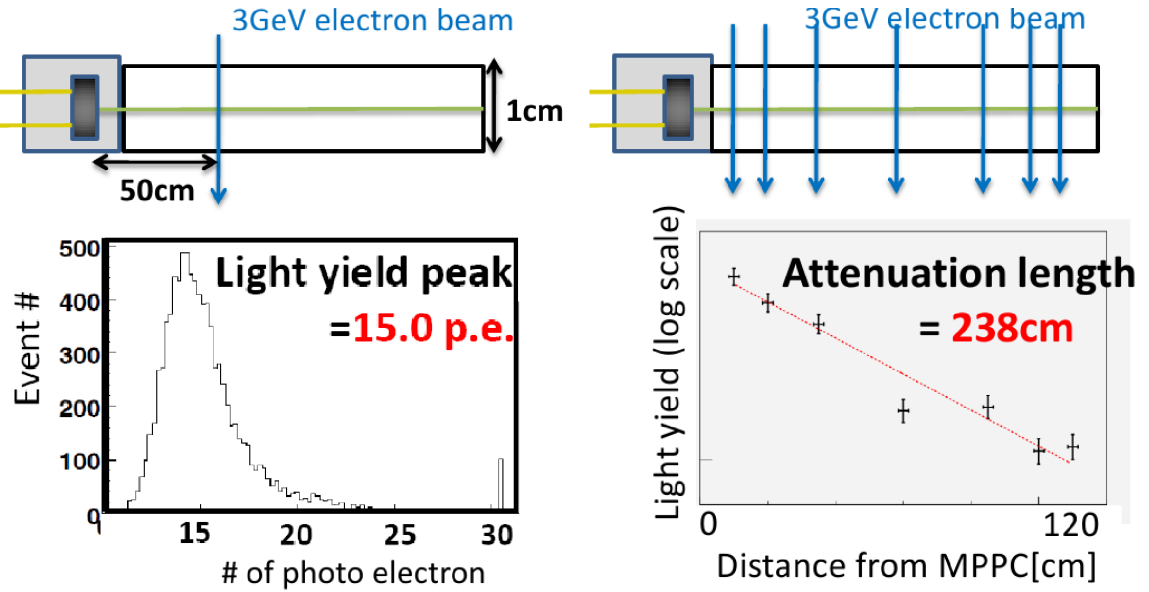 3GeV electron beam
1cm
50cm
3GeV electron beam
Event #
500
400
300
200
100
0
Light yield peak
=15.0 p.e.
15
20
25
30
# of photo electron
Light yield (log scale)
Attenuation length
= 238cm
0
120
Distance from MPPC[cm]